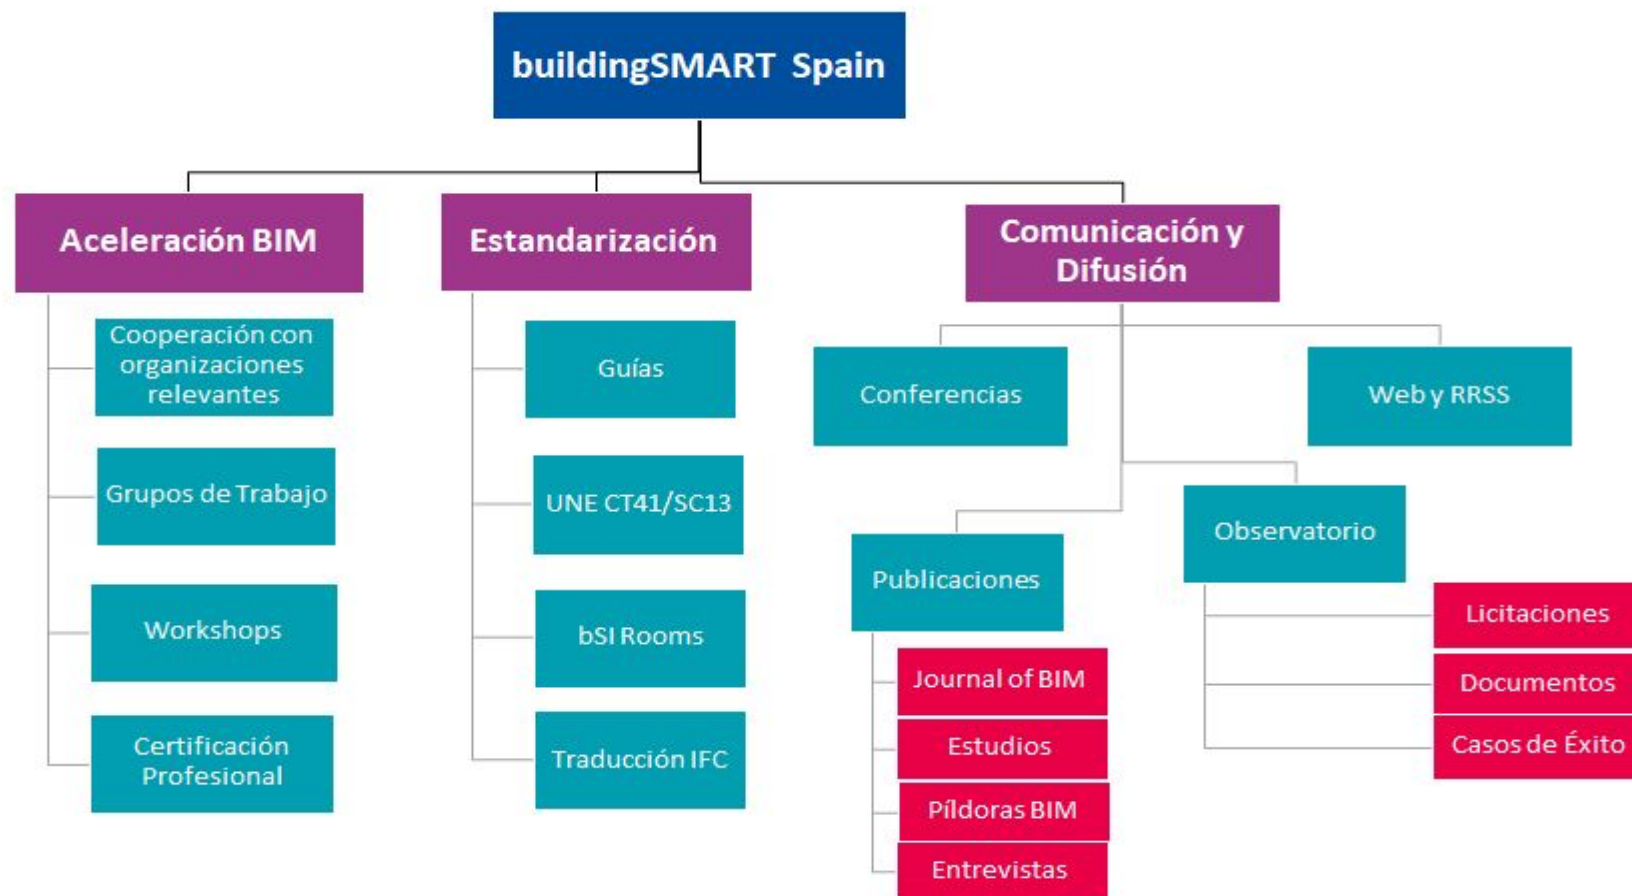 buildingSMART Spain
Aceleración BIM
Cooperación con
organizaciones
relevantes
Grupos de Trabajo
Workshops
Certificación
Profesional
Estandarización
Guías
UNE CT41/SC13
bSI Rooms
Traducción IFC
Comunicación y
Difusión
Conferencias
Web y RRSS
Publicaciones
Journal of BIM
Estudios
Píldoras BIM
Entrevistas
Observatorio
Licitaciones
Documentos
Casos de Éxito